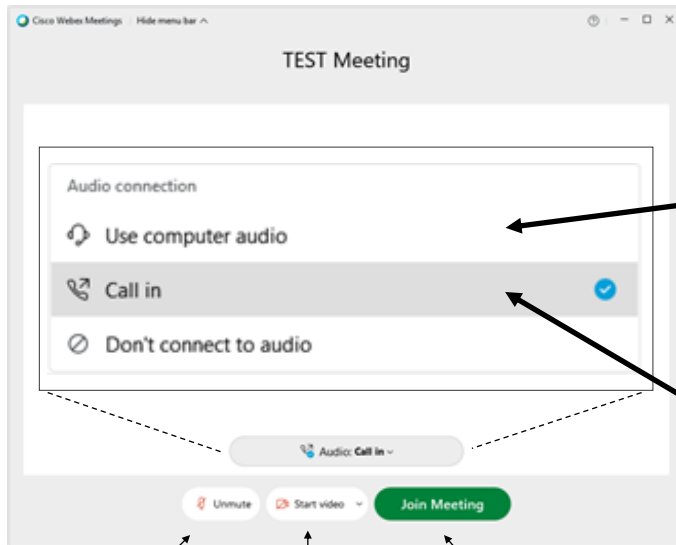 Cisco Webex Meetings Hide menu bar
TEST Meeting
Audio connection
Use computer audio
Call in
Don't connect to audio
Audio: Call in
Unmute Start video Join Meeting